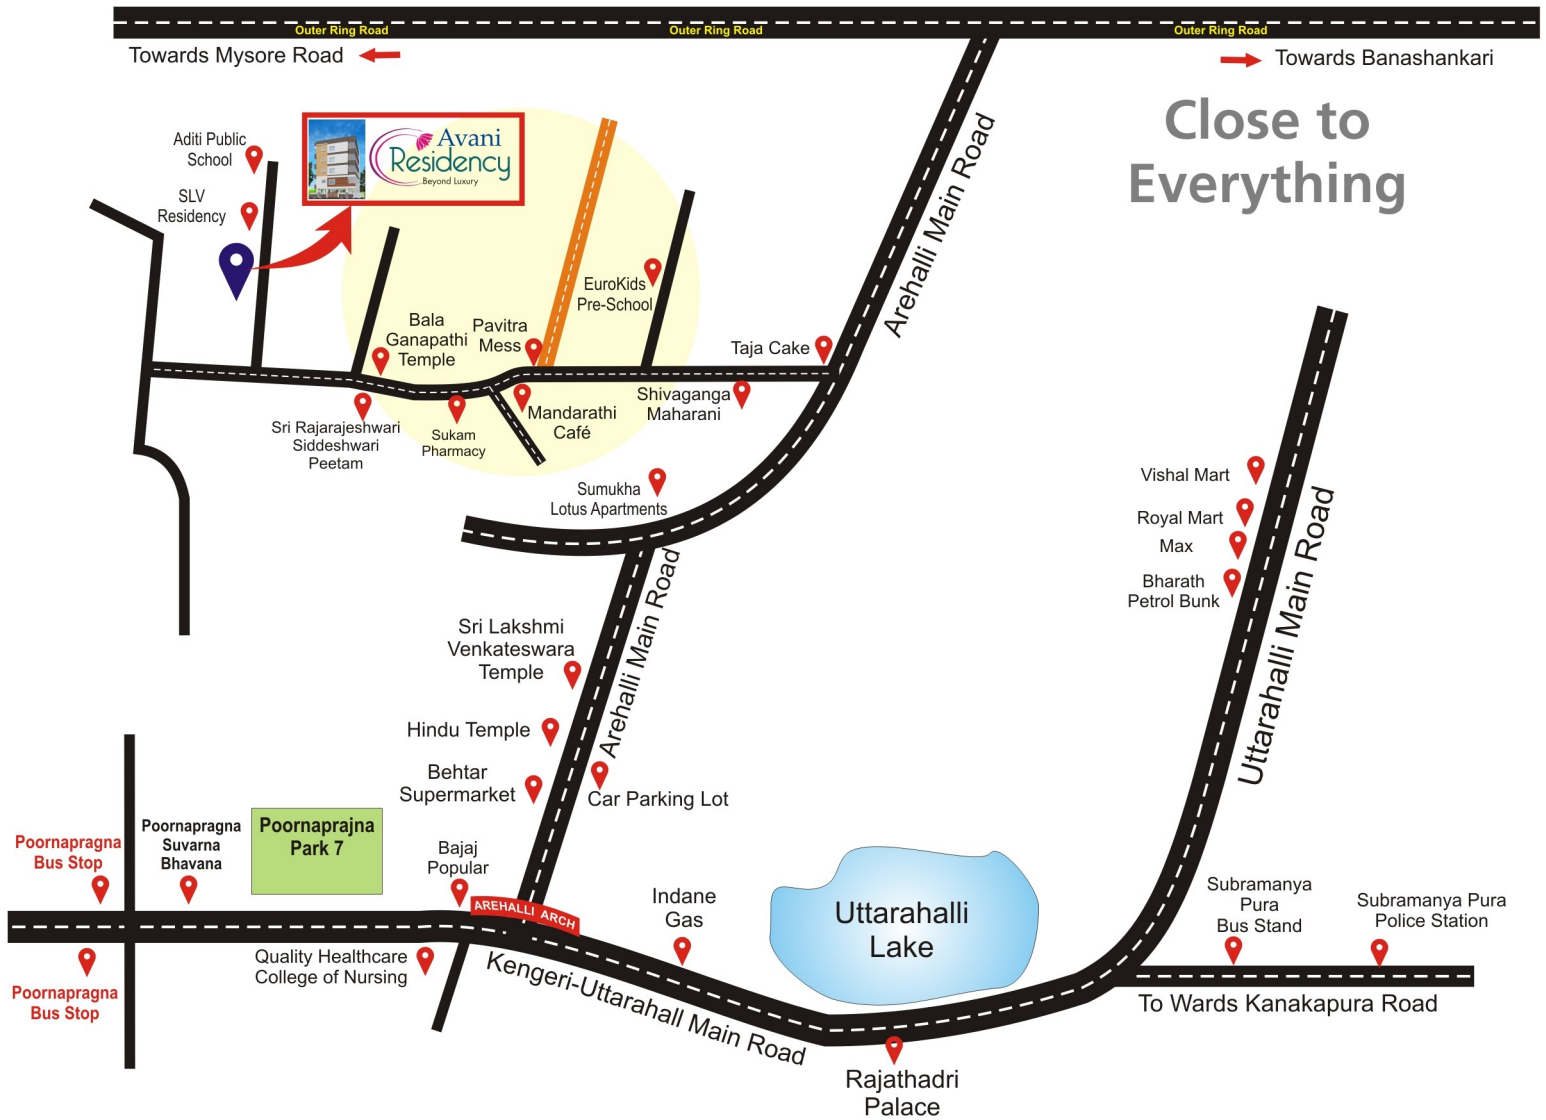 Outer Ring Road
Outer Ring Road
Outer Ring Road
Towards Mysore Road
Towards Banashankari
Close to
Everything
Aditi Public
School
SLV
Residency
Avani
Residency
Beyond Luxury
Arehalli Main Road
EuroKids
Pre-School
Bala
Ganapathi
Temple
Pavitra
Mess
Taja Cake
Shivaganga
Maharani
Mandarathi
Café
Sri Rajarajeshwari
Siddeshwari
Peetam
Sukam
Pharmacy
Sumukha
Lotus Apartments
Vishal Mart
Royal Mart
Max
Bharath
Petrol Bunk
Uttarahalli Main Road
Arehalli Main Road
Sri Lakshmi
Venkateswara
Temple
Hindu Temple
Behtar
Supermarket
Car Parking Lot
Poornapragna
Bus Stop
Poornapragna
Suvarna
Bhavana
Poornaprajna
Park 7
Bajaj
Popular
AREHALLI ARCH
Indane
Gas
Uttarahalli
Lake
Subramanya
Pura
Bus Stand
Subramanya Pura
Police Station
Quality Healthcare
College of Nursing
Poornapragna
Bus Stop
Kengeri-Uttarahall Main Road
To Wards Kanakapura Road
Rajathadri
Palace